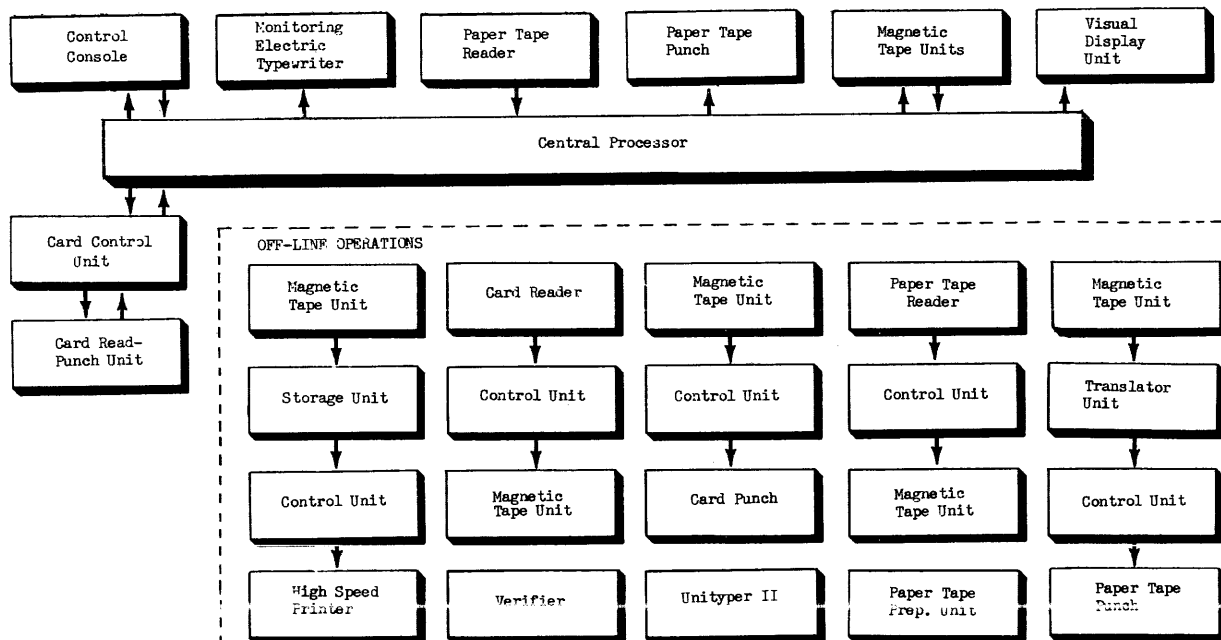 Control
Console
Monitoring
Electric
Typewriter
Paper Tape
Reader
Paper Tape
Punch
Magnetic
Tape Units
Visual
Display
Unit
Central Processor
Card Control
Unit
Card Read-
Punch Unit
OFF-LINE OPERATIONS
Magnetic
Tape Unit
Card Reader
Magnetic
Tape Unit
Paper Tape
Reader
Magnetic
Tape Unit
Storage Unit
Control Unit
Control Unit
Control Unit
Translator
Unit
Control Unit
Magnetic
Tape Unit
Card Punch
Magnetic
Tape Unit
Control Unit
High Speed
Printer
Verifier
Unityper II
Paper Tape
Prep. Unit
Paper Tape
Punch